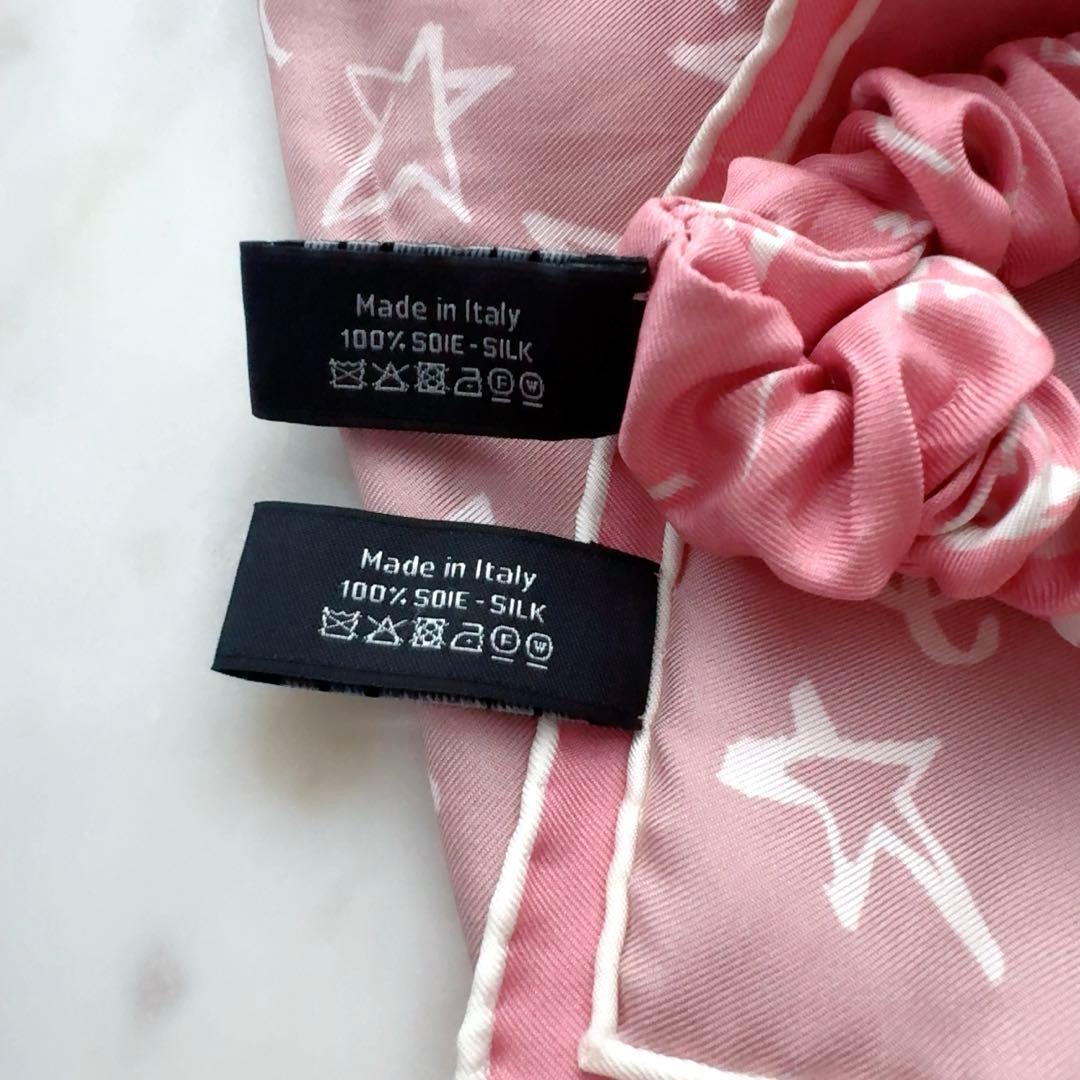 Made in Italy
100% SOIE - SILK
F W
Made in Italy
100% SOIE - SILK
F W